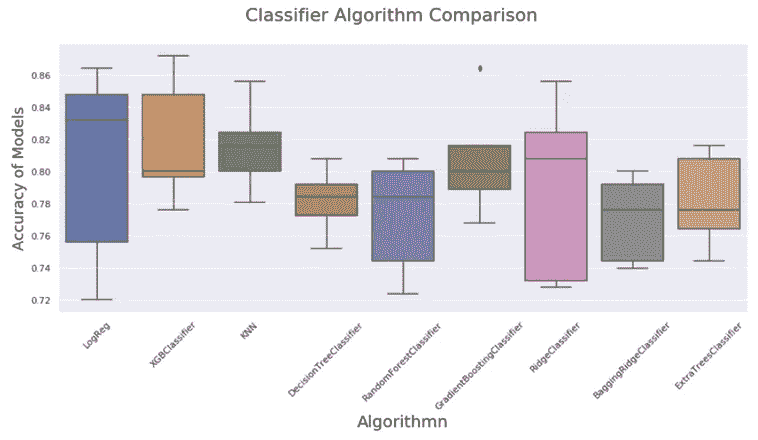 Classifier Algorithm Comparison
Accuracy of Models
0.86
0.84
0.82
0.80
0.78
0.76
0.74
0.72
LogReg
XGBClassifier
KNN
DecisionTreeClassifier
RandomForestClassifier
GradientBoostingClassifier
RidgeClassifier
BaggingRidgeClassifier
ExtraTreesClassifier
Algorithmn